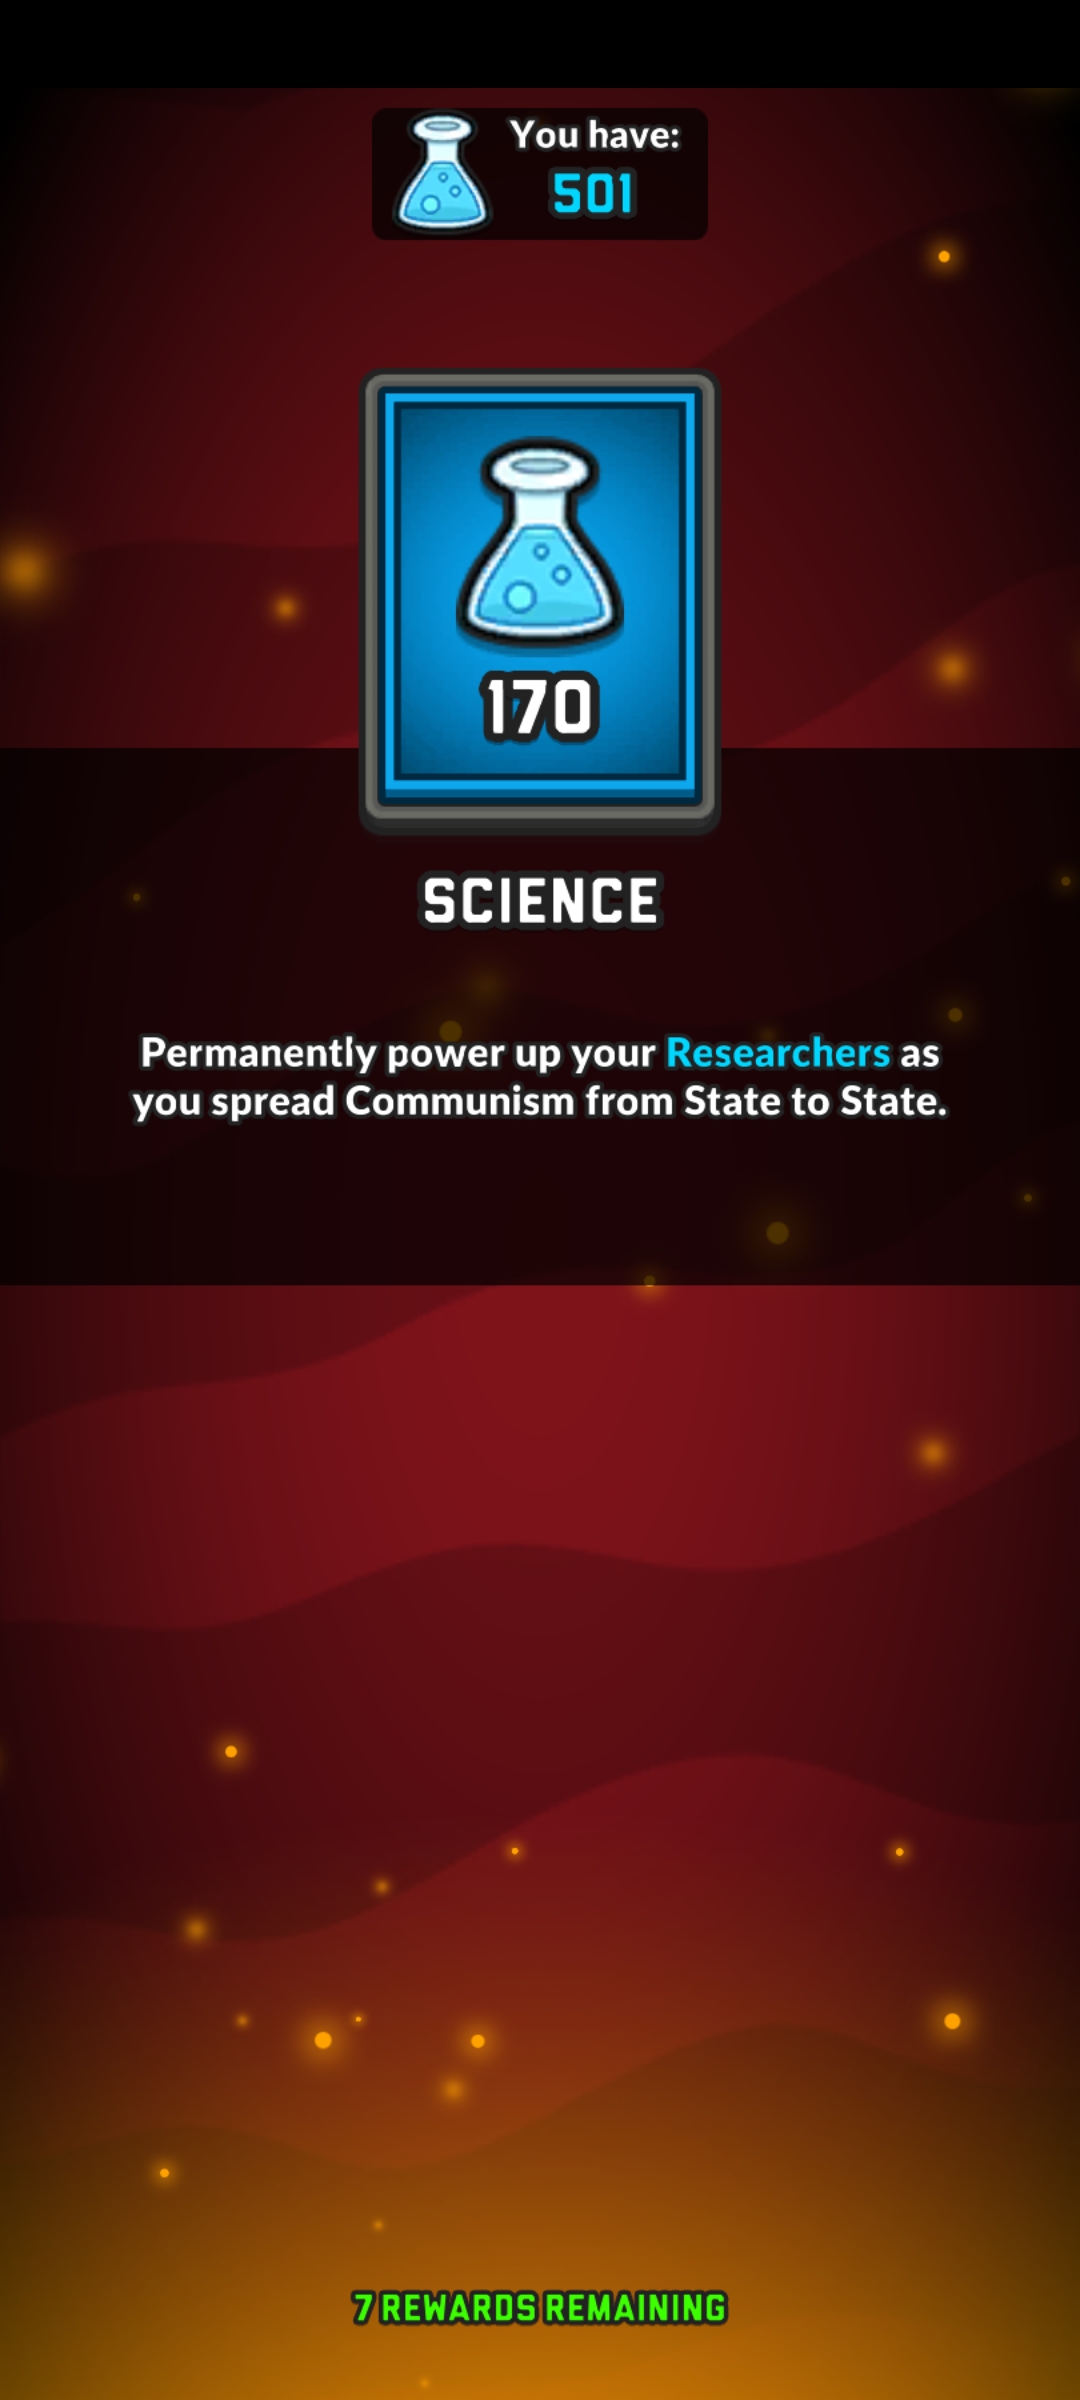 You have:
501
170
SCIENCE
Permanently power up your Researchers as
you spread Communism from State to State.
7 REWARDS REMAINING